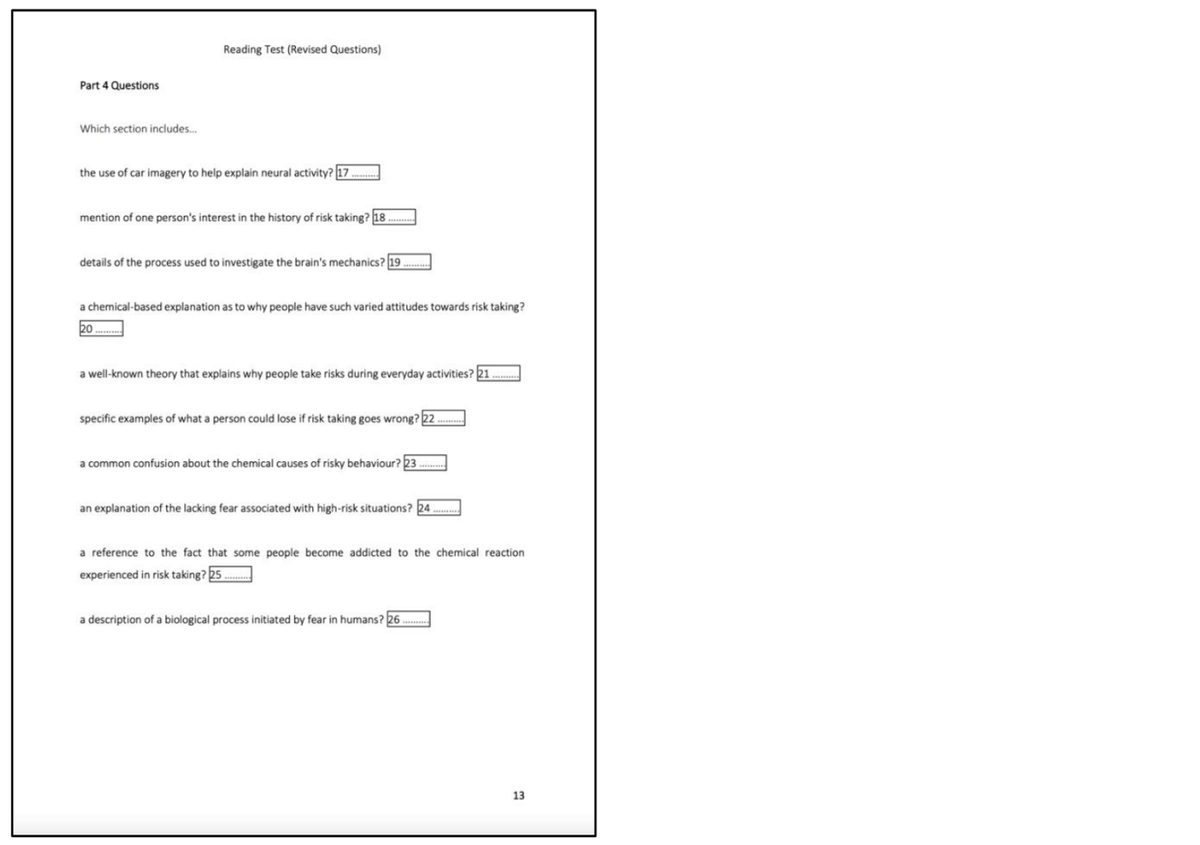 Reading Test (Revised Questions)
Part 4 Questions
Which section includes...
the use of car imagery to help explain neural activity? 17 ..........
mention of one person's interest in the history of risk taking? 18 ..........
details of the process used to investigate the brain's mechanics? 19 ..........
a chemical-based explanation as to why people have such varied attitudes towards risk taking?
20 ..........
a well-known theory that explains why people take risks during everyday activities? 21 ..........
specific examples of what a person could lose if risk taking goes wrong? 22 ..........
a common confusion about the chemical causes of risky behaviour? 23 ..........
an explanation of the lacking fear associated with high-risk situations? 24 ..........
a reference to the fact that some people become addicted to the chemical reaction
experienced in risk taking? 25 ..........
a description of a biological process initiated by fear in humans? 26 ..........
13